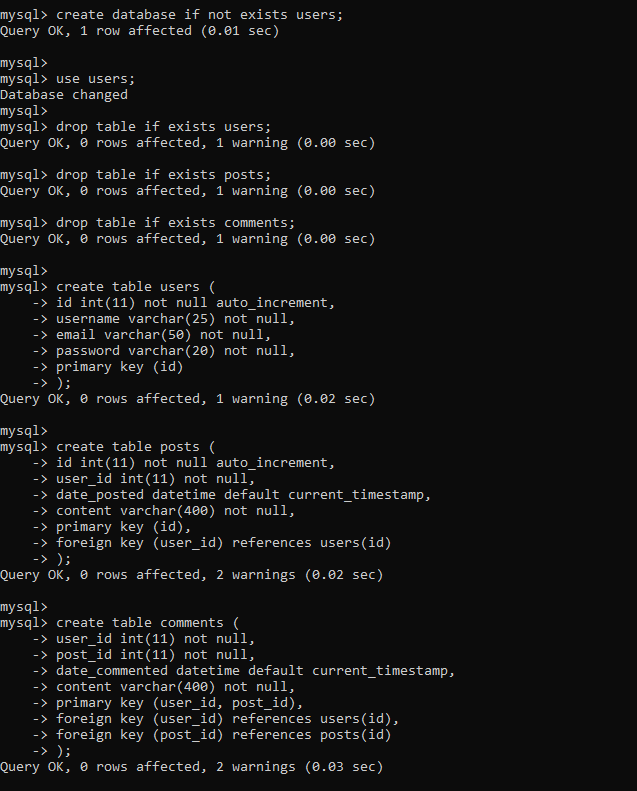 mysql> create database if not exists users;
Query OK, 1 row affected (0.01 sec)
mysql>
mysql> use users;
Database changed
mysql>
mysql> drop table if exists users;
Query OK, 0 rows affected, 1 warning (0.00 sec)
mysql> drop table if exists posts;
Query OK, 0 rows affected, 1 warning (0.00 sec)
mysql> drop table if exists comments;
Query OK, 0 rows affected, 1 warning (0.00 sec)
mysql>
mysql> create table users (
    -> id int(11) not null auto_increment,
    -> username varchar(25) not null,
    -> email varchar(50) not null,
    -> password varchar(20) not null,
    -> primary key (id)
    -> );
Query OK, 0 rows affected, 1 warning (0.02 sec)
mysql>
mysql> create table posts (
    -> id int(11) not null auto_increment,
    -> user_id int(11) not null,
    -> date_posted datetime default current_timestamp,
    -> content varchar(400) not null,
    -> primary key (id),
    -> foreign key (user_id) references users(id)
    -> );
Query OK, 0 rows affected, 2 warnings (0.02 sec)
mysql>
mysql> create table comments (
    -> user_id int(11) not null,
    -> post_id int(11) not null,
    -> date_commented datetime default current_timestamp,
    -> content varchar(400) not null,
    -> primary key (user_id, post_id),
    -> foreign key (user_id) references users(id),
    -> foreign key (post_id) references posts(id)
    -> );
Query OK, 0 rows affected, 2 warnings (0.03 sec)